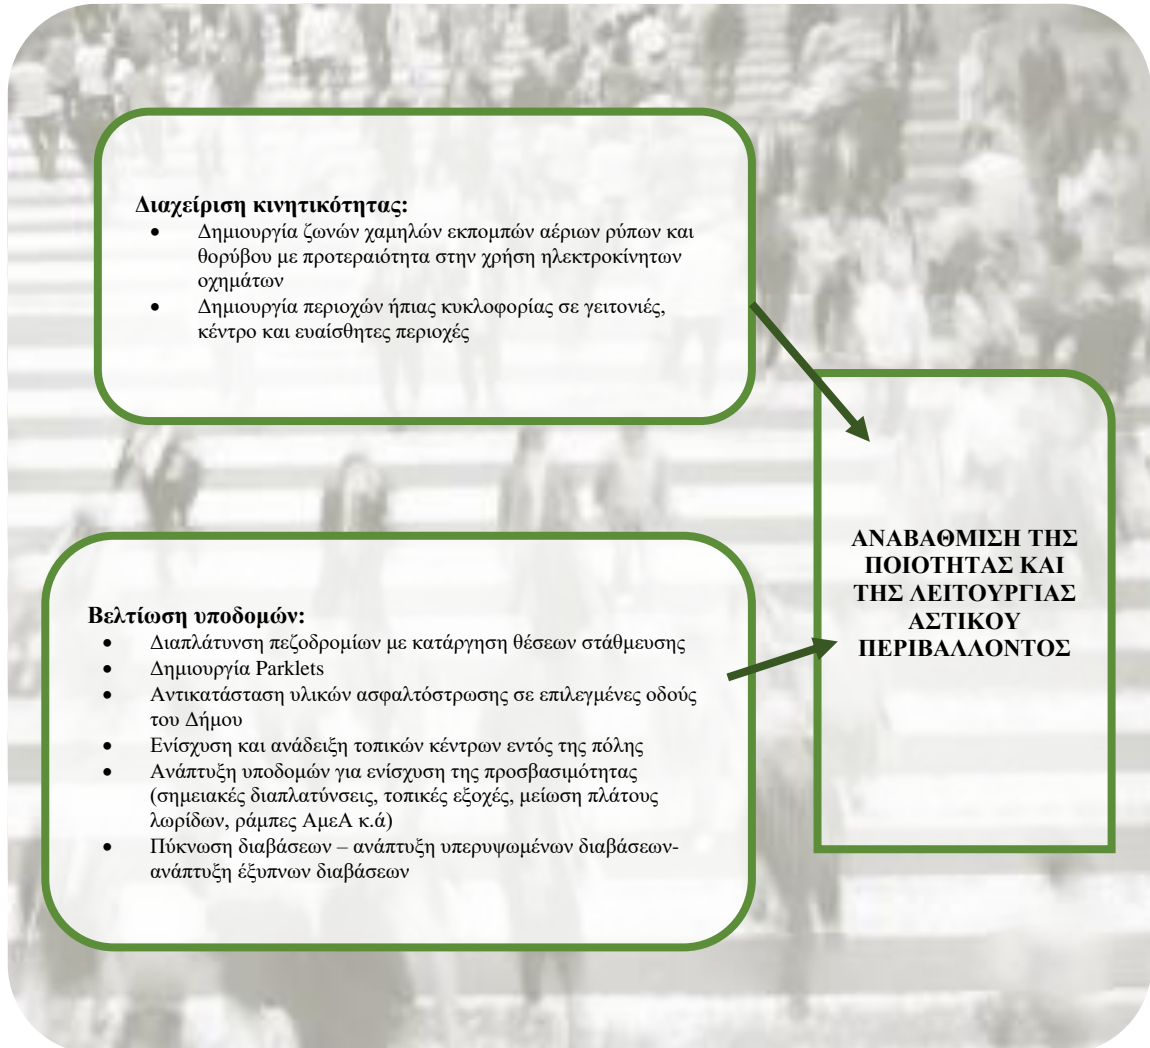 Διαχείριση κινητικότητας:
• Δημιουργία ζωνών χαμηλών εκπομπών αέριων ρύπων και
θορύβου με προτεραιότητα στην χρήση ηλεκτροκίνητων
οχημάτων
• Δημιουργία περιοχών ήπιας κυκλοφορίας σε γειτονιές,
κέντρο και ευαίσθητες περιοχές
Βελτίωση υποδομών:
• Διαπλάτυνση πεζοδρομίων με κατάργηση θέσεων στάθμευσης
• Δημιουργία Parklets
• Αντικατάσταση υλικών ασφαλτόστρωσης σε επιλεγμένες οδούς
του Δήμου
• Ενίσχυση και ανάδειξη τοπικών κέντρων εντός της πόλης
• Ανάπτυξη υποδομών για ενίσχυση της προσβασιμότητας
(σημειακές διαπλατύνσεις, τοπικές εξοχές, μείωση πλάτους
λωρίδων, ράμπες ΑμεΑ κ.ά)
• Πύκνωση διαβάσεων – ανάπτυξη υπερυψωμένων διαβάσεων-
ανάπτυξη έξυπνων διαβάσεων
ΑΝΑΒΑΘΜΙΣΗ ΤΗΣ
ΠΟΙΟΤΗΤΑΣ ΚΑΙ
ΤΗΣ ΛΕΙΤΟΥΡΓΙΑΣ
ΑΣΤΙΚΟΥ
ΠΕΡΙΒΑΛΛΟΝΤΟΣ